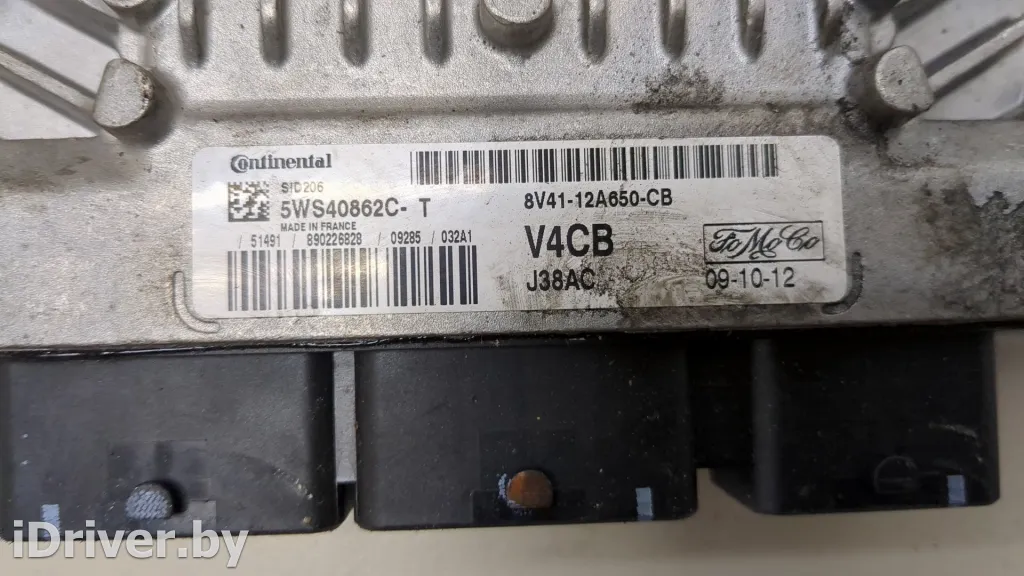 Continental
SID206
5WS40862C- T
MADE IN FRANCE
/ 51491 / 890226828 / 09285 / 032A1
8V41-12A650-CB
V4CB
J38AC
FoMoCo
09-10-12
iDriver.by